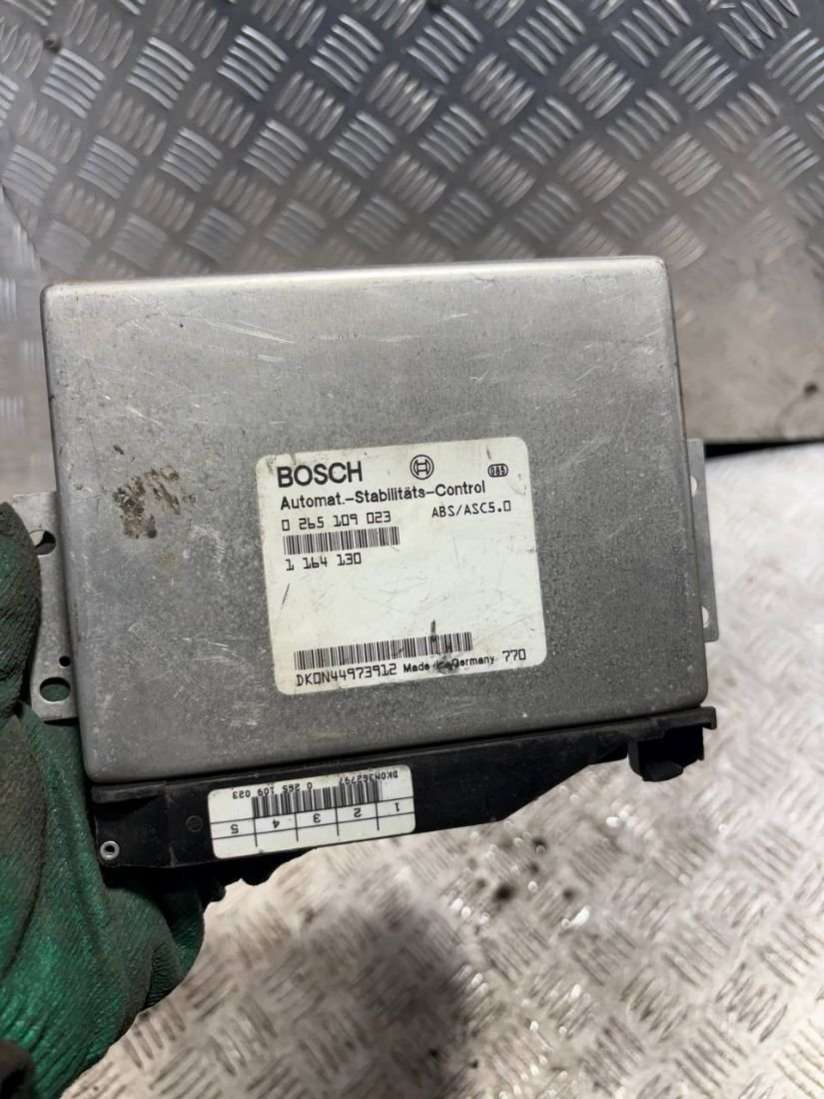 BOSCH
Automat.-Stabilitäts-Control
0 265 109 023 ABS/ASC5.0
1 164 130
DKON44973912 Made in Germany 770
1 2 3 4 5
DKON362797 0 265 109 023